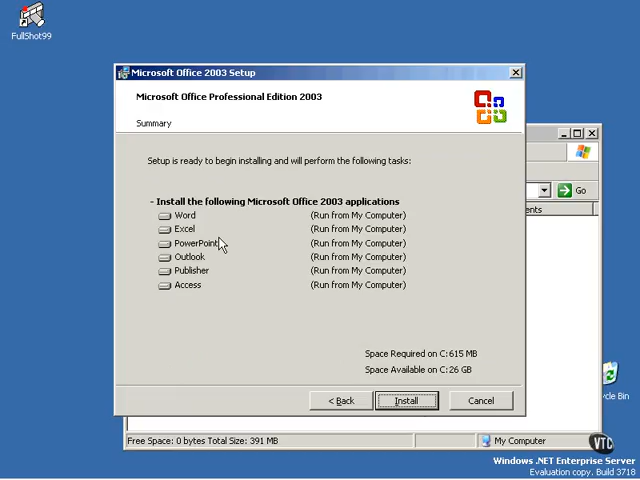 FullShot99
Microsoft Office 2003 Setup
Microsoft Office Professional Edition 2003
Summary
Setup is ready to begin installing and will perform the following tasks:
- Install the following Microsoft Office 2003 applications
Word (Run from My Computer)
Excel (Run from My Computer)
PowerPoint (Run from My Computer)
Outlook (Run from My Computer)
Publisher (Run from My Computer)
Access (Run from My Computer)
Space Required on C: 615 MB
Space Available on C: 26 GB
< Back Install Cancel
Go
ents
Free Space: 0 bytes Total Size: 391 MB My Computer
cycle Bin
VTC
Windows .NET Enterprise Server
Evaluation copy. Build 3718